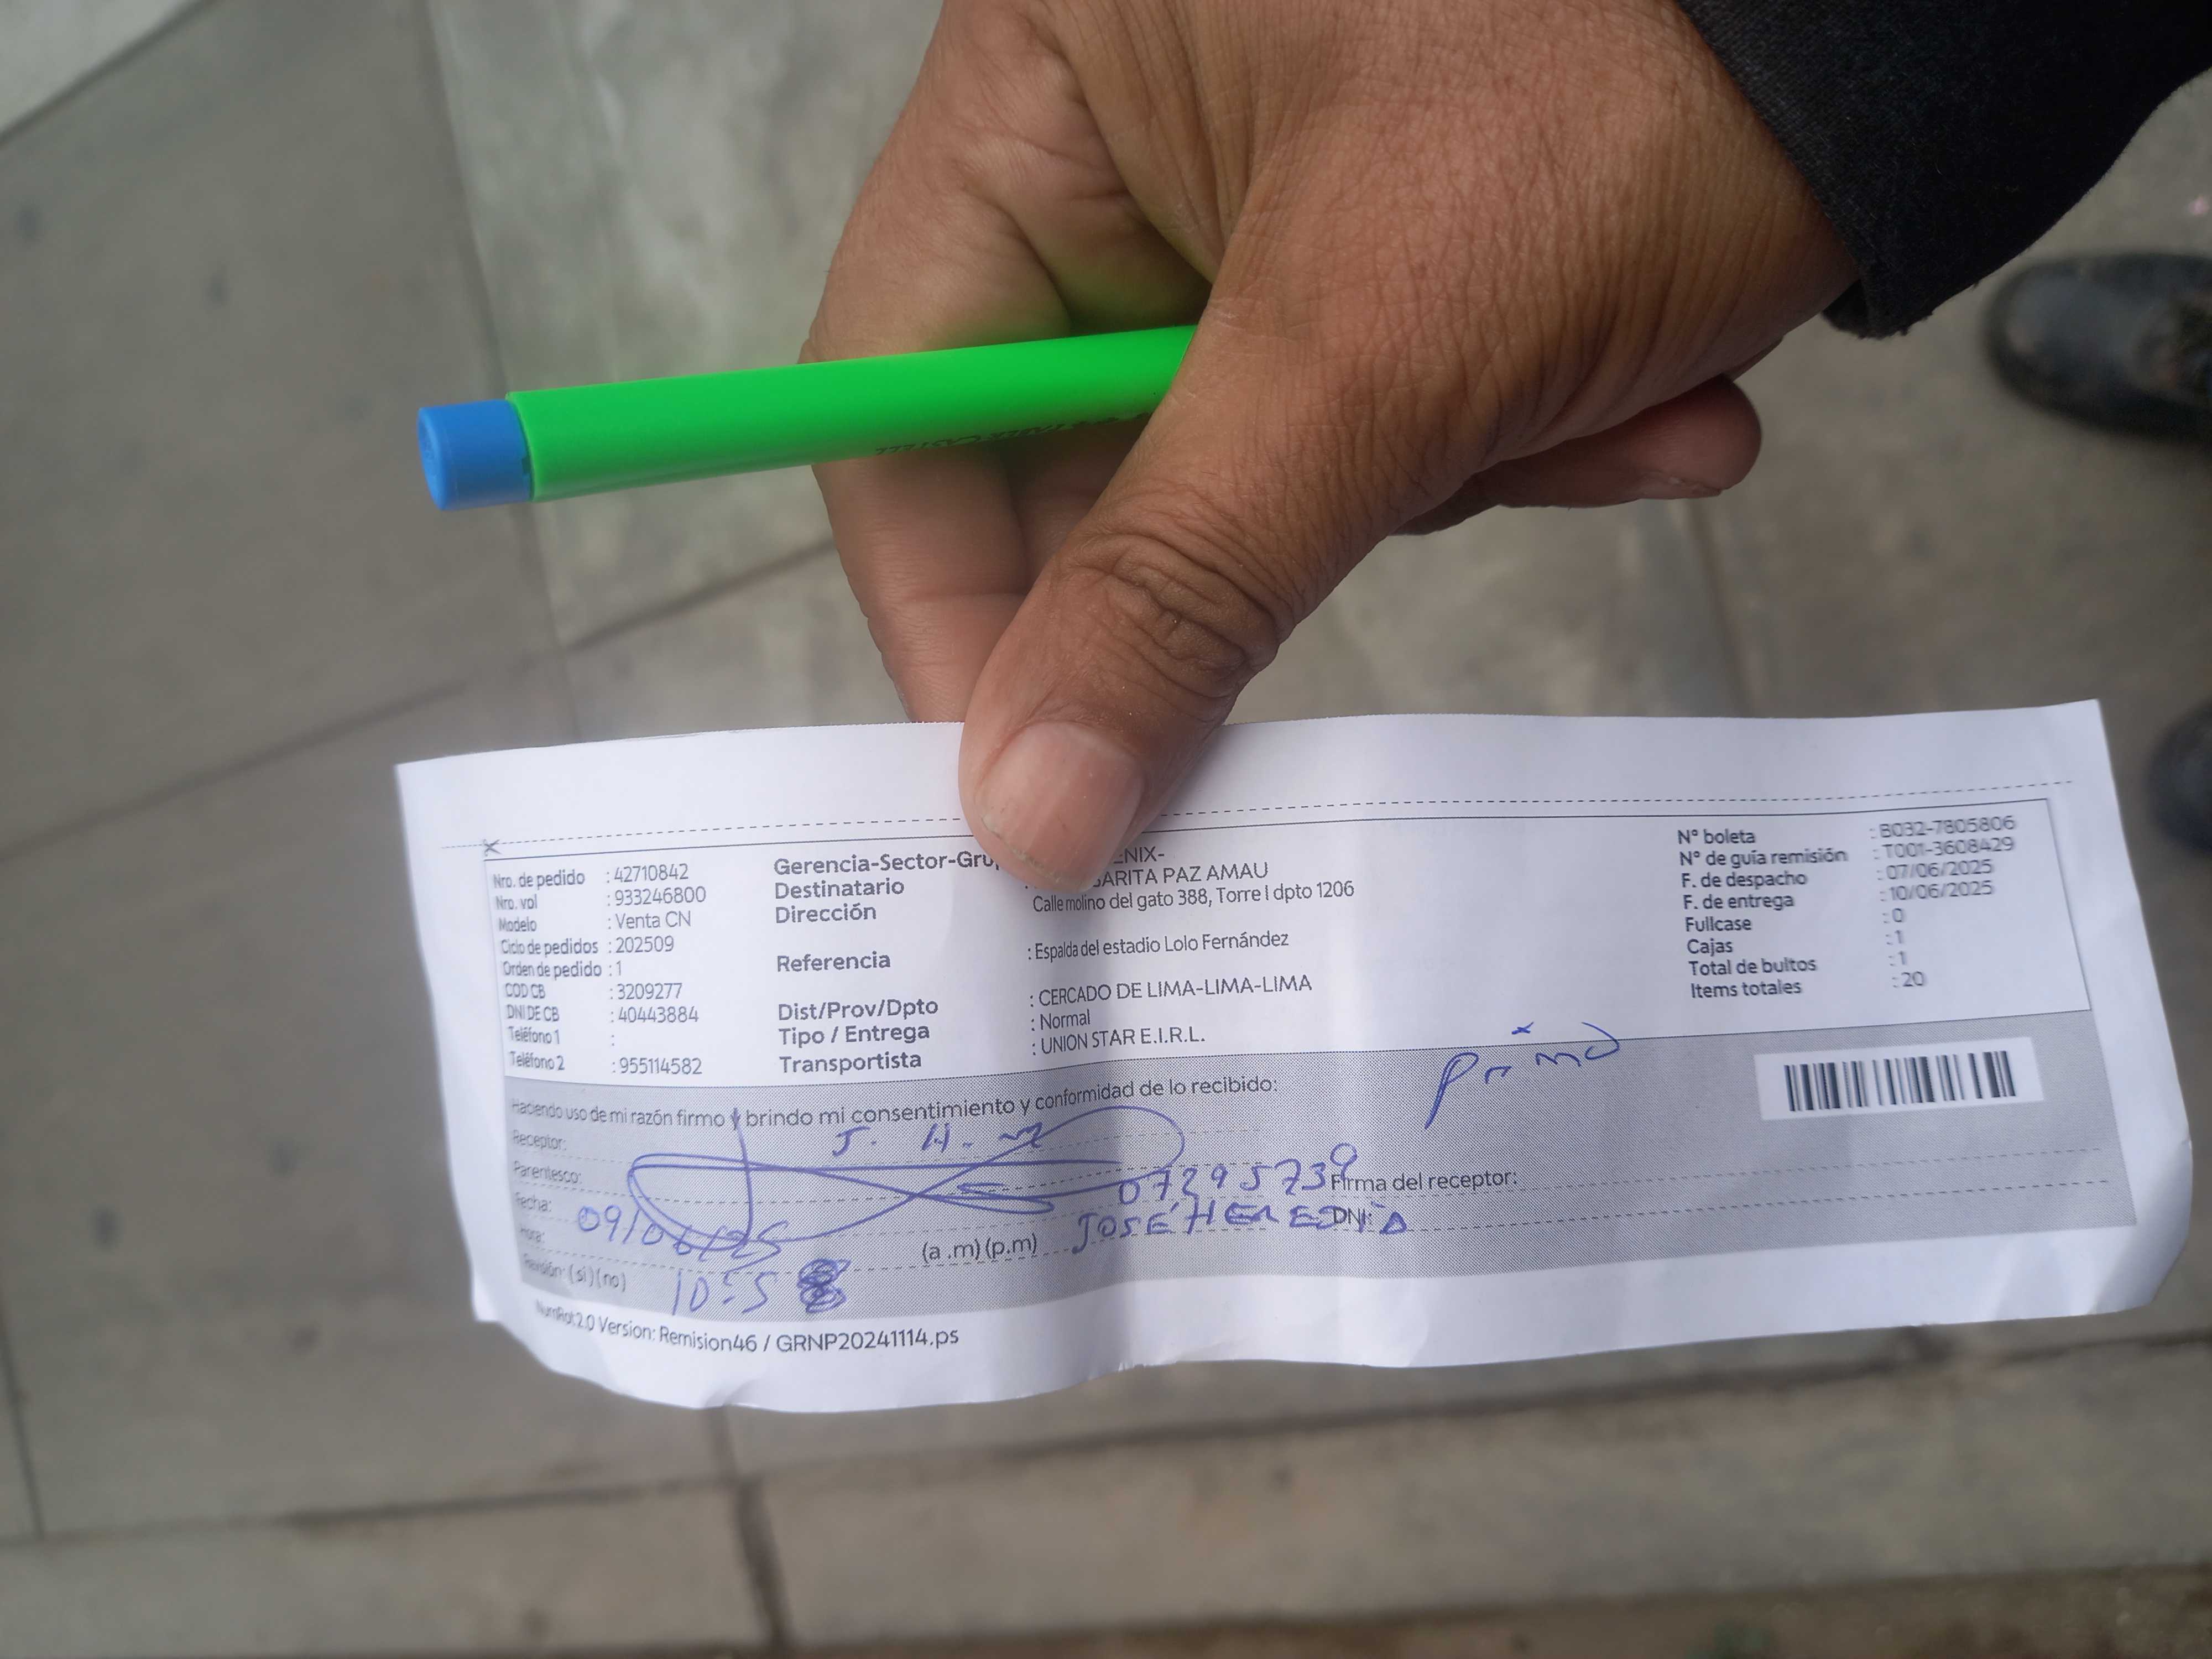 Nro. de pedido : 42710842
Nro. vol : 933246800
Modelo : Venta CN
Ciclo de pedidos : 202509
Orden de pedido : 1
COD CB : 3209277
DNI DE CB : 40443884
Teléfono 1 :
Teléfono 2 : 955114582
Gerencia-Sector-Gru ENIX-
Destinatario ARITA PAZ AMAU
Dirección Calle molino del gato 388, Torre I dpto 1206
Referencia : Espalda del estadio Lolo Fernández
Dist/Prov/Dpto : CERCADO DE LIMA-LIMA-LIMA
Tipo / Entrega : Normal
Transportista : UNION STAR E.I.R.L.
N° boleta : B032-7805806
N° de guía remisión : T001-3608429
F. de despacho : 07/06/2025
F. de entrega : 10/06/2025
Fullcase : 0
Cajas : 1
Total de bultos : 1
Items totales : 20
Haciendo uso de mi razón firmo y brindo mi consentimiento y conformidad de lo recibido:
Primo
Receptor: J. H.
Parentesco:
07295739 Firma del receptor:
Fecha: 09/06/25
JOSÉ HEREDIA DNI:
Hora: (a .m) (p.m)
Revisión: (si) (no) 10:5
NumRot2.0 Version: Remision46 / GRNP20241114.ps